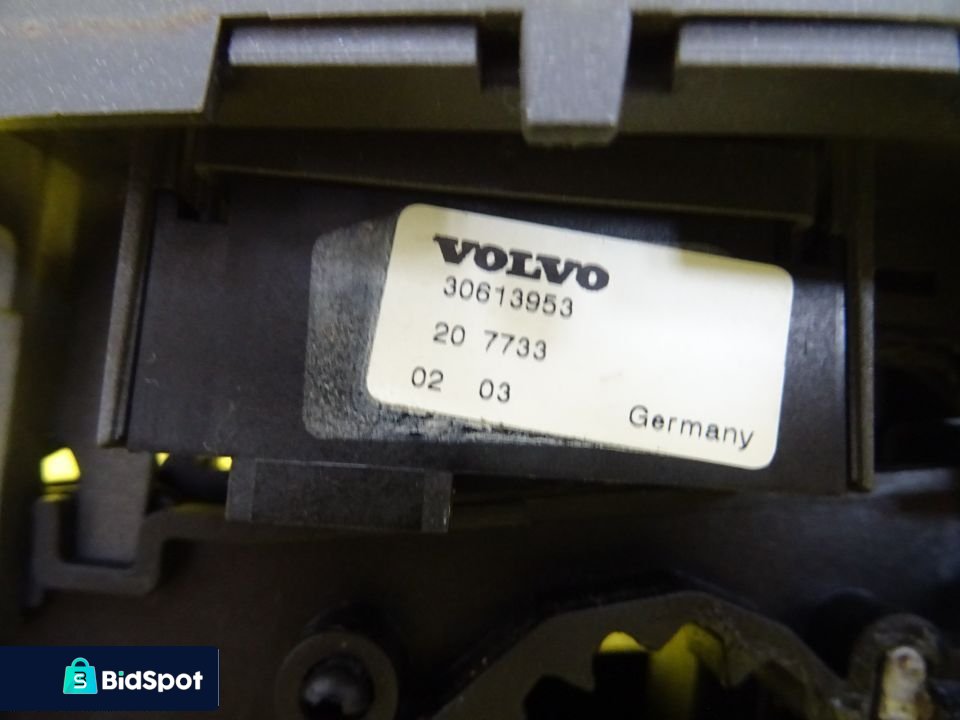 VOLVO
30613953
20 7733
02 03
Germany
BidSpot